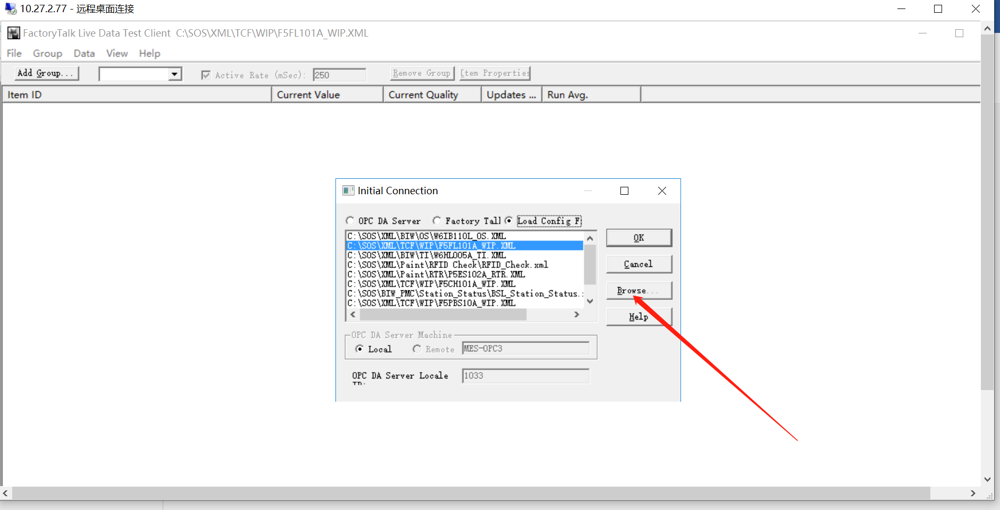 10.27.2.77 - 远程桌面连接
FactoryTalk Live Data Test Client C:\SOS\XML\TCF\WIP\F5FL101A_WIP.XML
File Group Data View Help
Add Group... Active Rate (mSec): 250 Remove Group Item Properties
Item ID Current Value Current Quality Updates ... Run Avg.
Initial Connection
OPC DA Server Factory Tall Load Config F
C:\SOS\XML\BIW\OS\W6IB110L_OS.XML
C:\SOS\XML\TCF\WIP\F5FL101A_WIP.XML
C:\SOS\XML\BIW\TI\W6HL005A_TI.XML
C:\SOS\XML\Paint\RFID Check\RFID_Check.xml
C:\SOS\XML\Paint\RTR\P5ES102A_RTR.XML
C:\SOS\XML\TCF\WIP\F5CH101A_WIP.XML
C:\SOS\BIW_PMC\Station_Status\BSL_Station_Status.:
C:\SOS\XML\TCF\WIP\F5PBS10A_WIP.XML
OK
Cancel
Browse...
Help
OPC DA Server Machine
Local Remote MES-OPC3
OPC DA Server Locale 1033
ID: